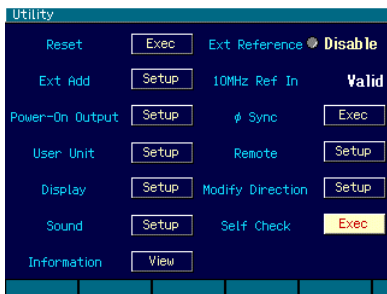 Utility
Reset Exec Ext Reference Disable
Ext Add Setup 10MHz Ref In Valid
Power-On Output Setup ϕ Sync Exec
User Unit Setup Remote Setup
Display Setup Modify Direction Setup
Sound Setup Self Check Exec
Information View